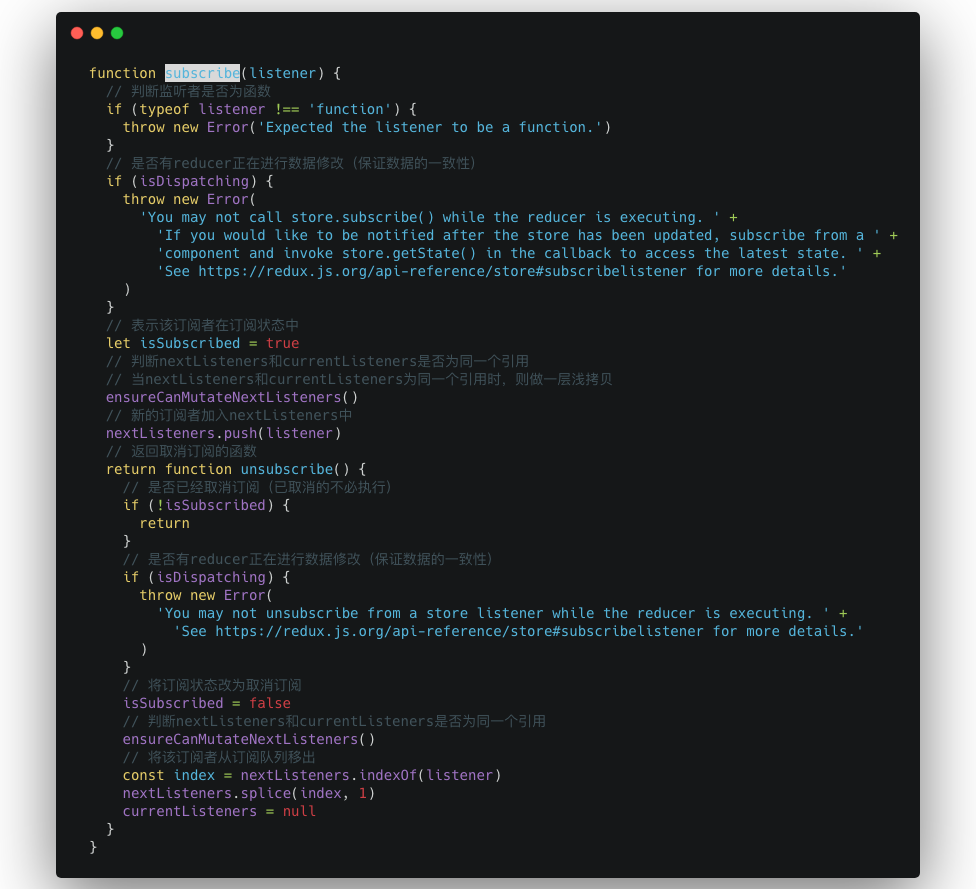 function subscribe(listener) {
  // 判断监听者是否为函数
  if (typeof listener !== 'function') {
    throw new Error('Expected the listener to be a function.')
  }
  // 是否有reducer正在进行数据修改（保证数据的一致性）
  if (isDispatching) {
    throw new Error(
      'You may not call store.subscribe() while the reducer is executing. ' +
        'If you would like to be notified after the store has been updated, subscribe from a ' +
        'component and invoke store.getState() in the callback to access the latest state. ' +
        'See https://redux.js.org/api-reference/store#subscribelistener for more details.'
    )
  }
  // 表示该订阅者在订阅状态中
  let isSubscribed = true
  // 判断nextListeners和currentListeners是否为同一个引用
  // 当nextListeners和currentListeners为同一个引用时，则做一层浅拷贝
  ensureCanMutateNextListeners()
  // 新的订阅者加入nextListeners中
  nextListeners.push(listener)
  // 返回取消订阅的函数
  return function unsubscribe() {
    // 是否已经取消订阅（已取消的不必执行）
    if (!isSubscribed) {
      return
    }
    // 是否有reducer正在进行数据修改（保证数据的一致性）
    if (isDispatching) {
      throw new Error(
        'You may not unsubscribe from a store listener while the reducer is executing. ' +
          'See https://redux.js.org/api-reference/store#subscribelistener for more details.'
      )
    }
    // 将订阅状态改为取消订阅
    isSubscribed = false
    // 判断nextListeners和currentListeners是否为同一个引用
    ensureCanMutateNextListeners()
    // 将该订阅者从订阅队列移出
    const index = nextListeners.indexOf(listener)
    nextListeners.splice(index, 1)
    currentListeners = null
  }
}